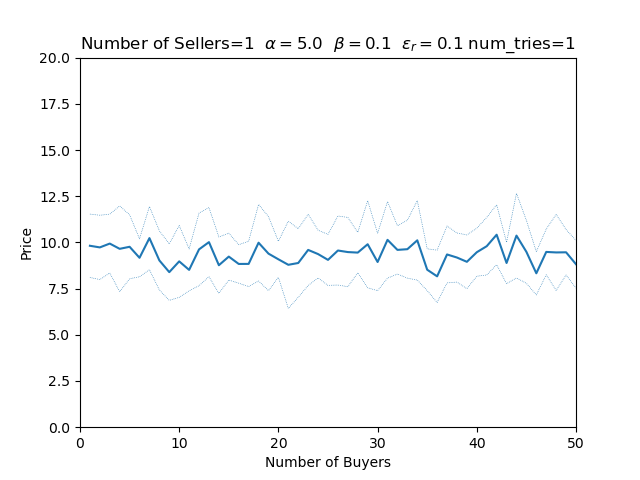 Number of Sellers=1 α = 5.0 β = 0.1 εr = 0.1 num_tries=1
20.0
17.5
15.0
12.5
10.0
7.5
5.0
2.5
0.0
Price
0 10 20 30 40 50
Number of Buyers